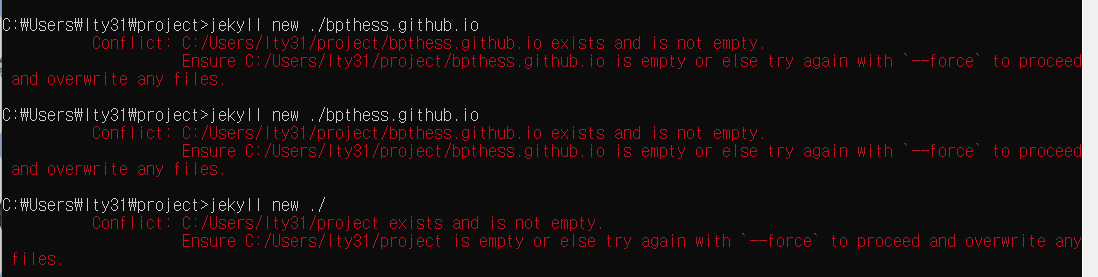 C:₩Users₩lty31₩project>jekyll new ./bpthess.github.io
Conflict: C:/Users/lty31/project/bpthess.github.io exists and is not empty.
Ensure C:/Users/lty31/project/bpthess.github.io is empty or else try again with `--force` to proceed
and overwrite any files.
C:₩Users₩lty31₩project>jekyll new ./bpthess.github.io
Conflict: C:/Users/lty31/project/bpthess.github.io exists and is not empty.
Ensure C:/Users/lty31/project/bpthess.github.io is empty or else try again with `--force` to proceed
and overwrite any files.
C:₩Users₩lty31₩project>jekyll new ./
Conflict: C:/Users/lty31/project exists and is not empty.
Ensure C:/Users/lty31/project is empty or else try again with `--force` to proceed and overwrite any
files.